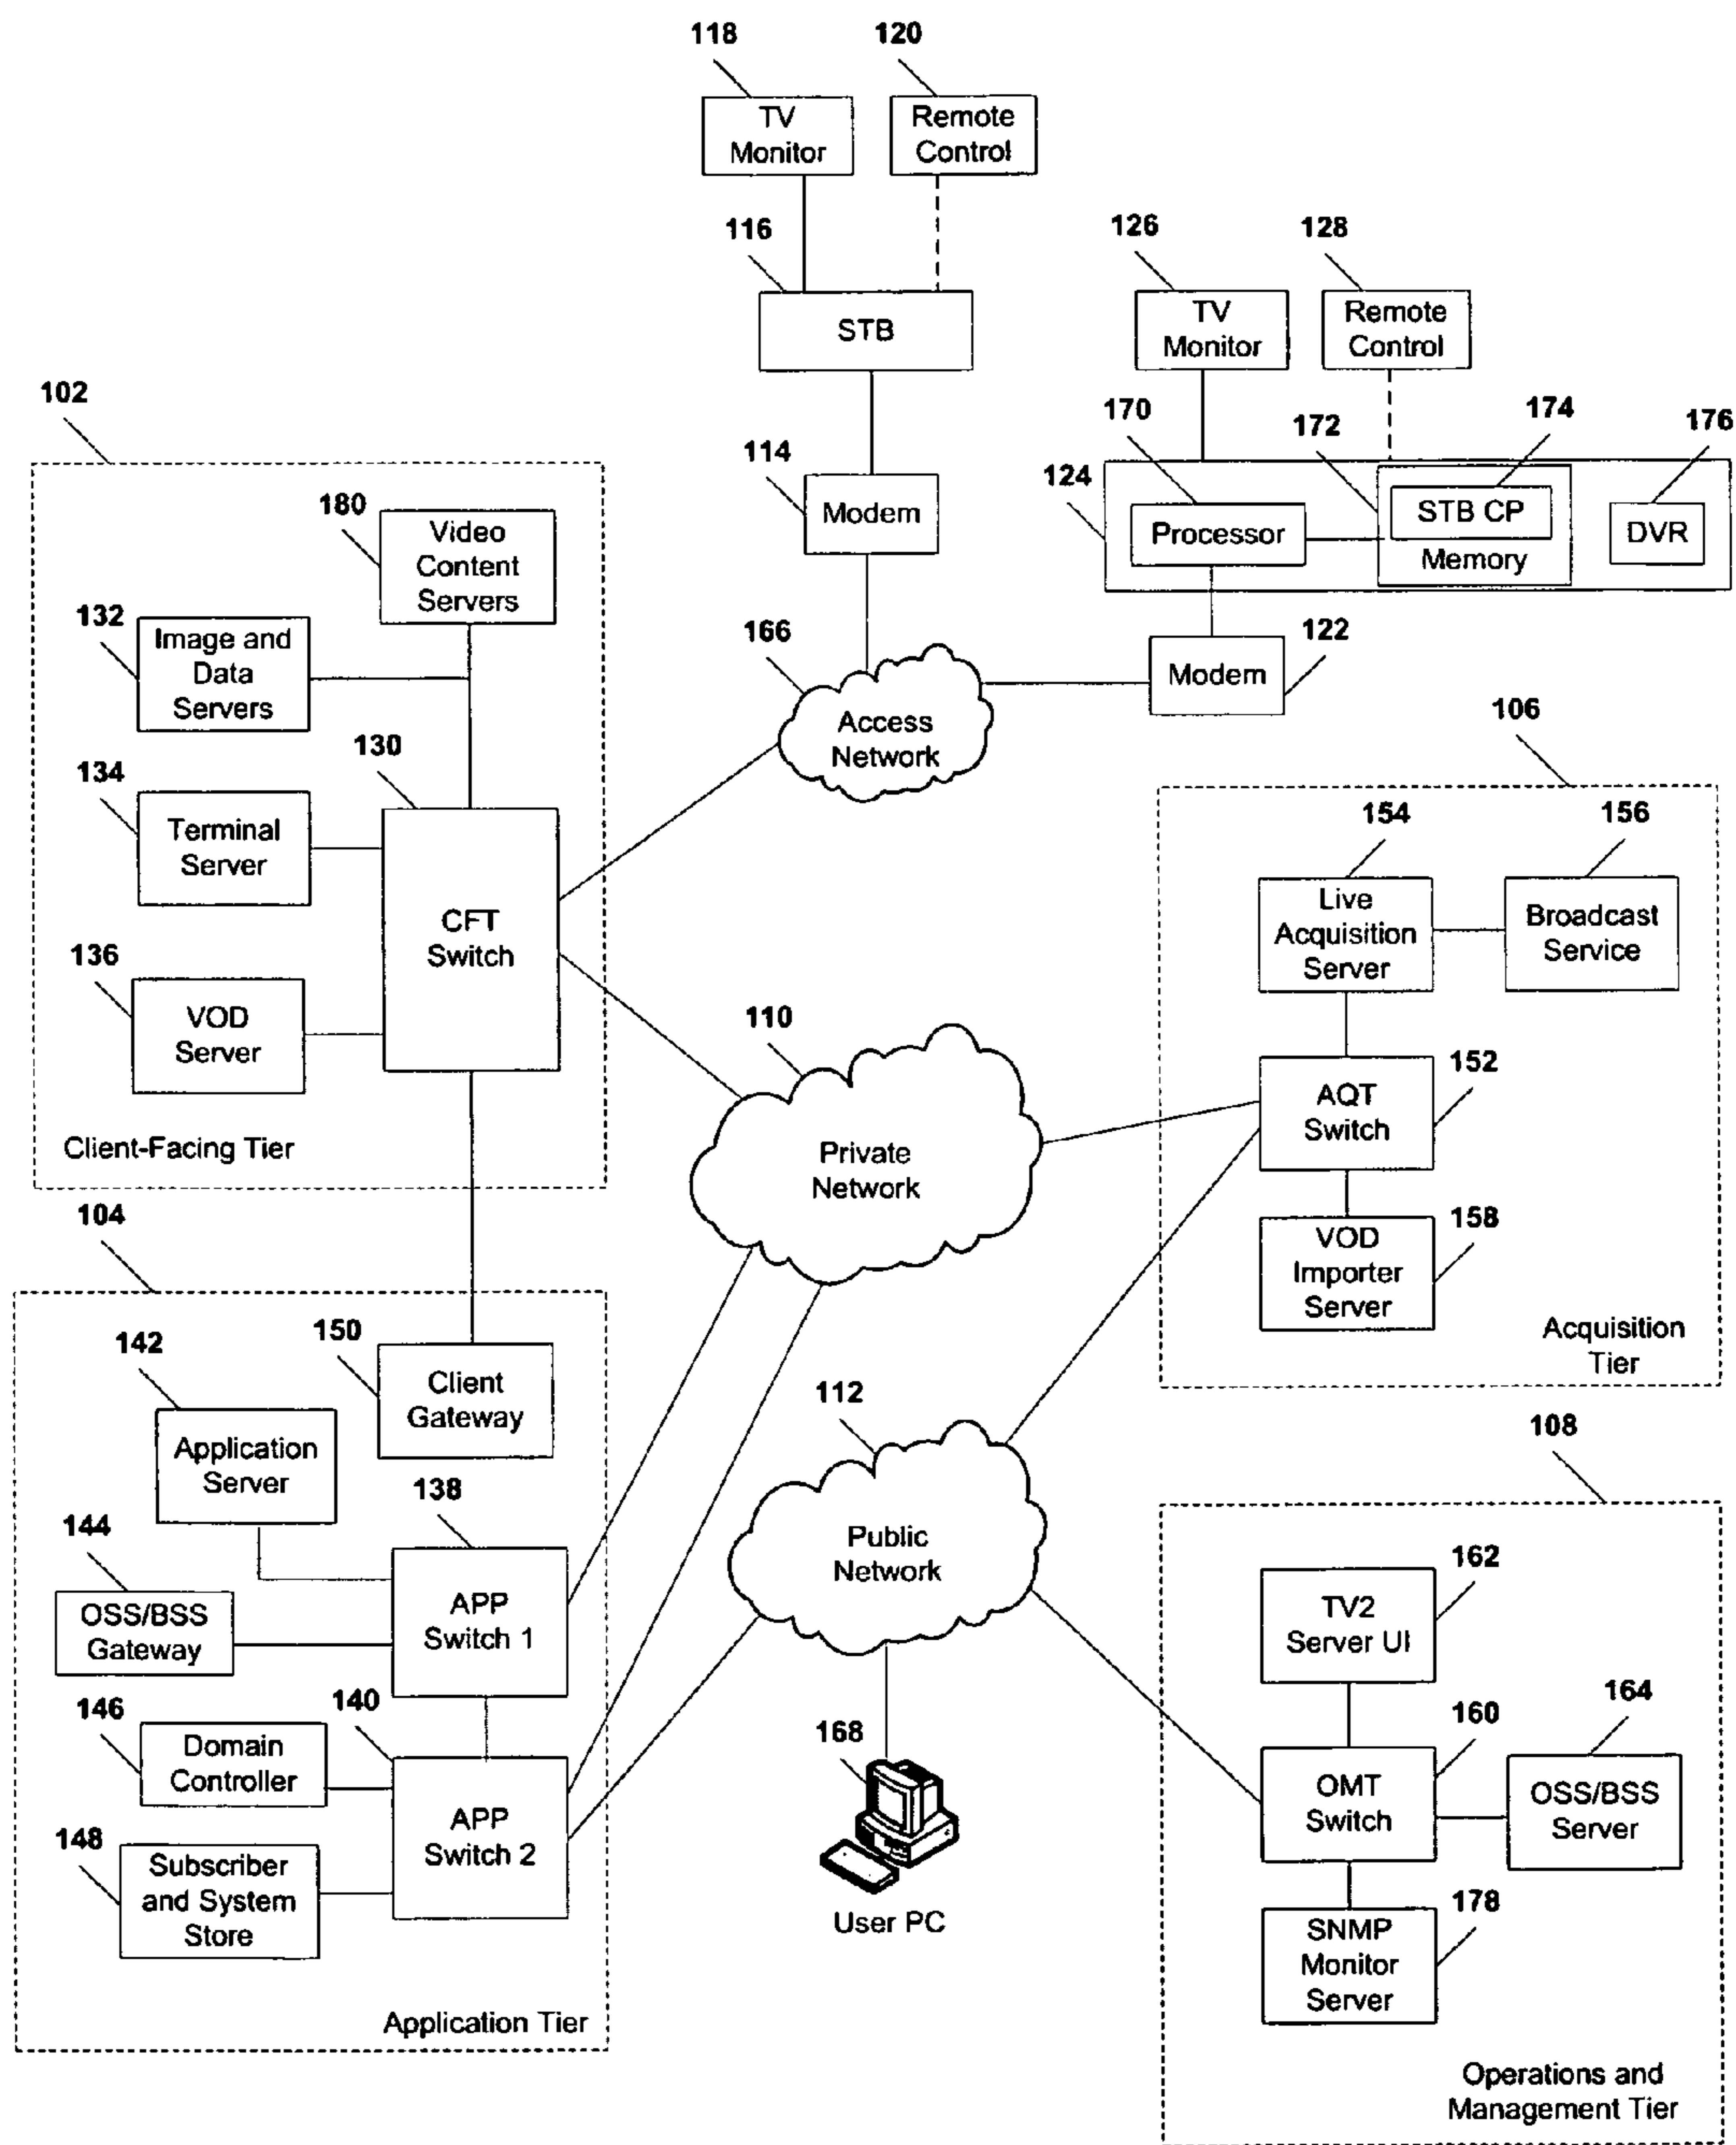 118
120
TV
Monitor
Remote
Control
116
STB
126
128
TV
Monitor
Remote
Control
102
170
172
174
176
114
124
180
Modem
Processor
STB CP
Memory
DVR
Video
Content
Servers
132
Image and
Data
Servers
166
122
Modem
Access
Network
106
130
134
Terminal
Server
154
156
CFT
Switch
Live
Acquisition
Server
Broadcast
Service
136
VOD
Server
110
152
AQT
Switch
Client-Facing Tier
Private
Network
104
158
VOD
Importer
Server
142
150
Client
Gateway
Acquisition
Tier
112
108
Application
Server
138
144
Public
Network
162
OSS/BSS
Gateway
APP
Switch 1
TV2
Server UI
146
140
168
160
164
Domain
Controller
APP
Switch 2
OMT
Switch
OSS/BSS
Server
148
Subscriber
and System
Store
User PC
178
SNMP
Monitor
Server
Application Tier
Operations and
Management Tier